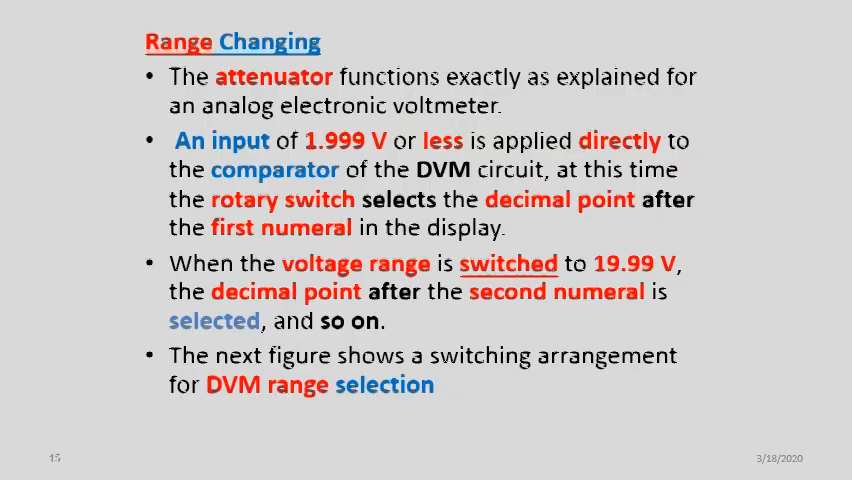 Range Changing
• The attenuator functions exactly as explained for
an analog electronic voltmeter.
• An input of 1.999 V or less is applied directly to
the comparator of the DVM circuit, at this time
the rotary switch selects the decimal point after
the first numeral in the display.
• When the voltage range is switched to 19.99 V,
the decimal point after the second numeral is
selected, and so on.
• The next figure shows a switching arrangement
for DVM range selection
15
3/18/2020